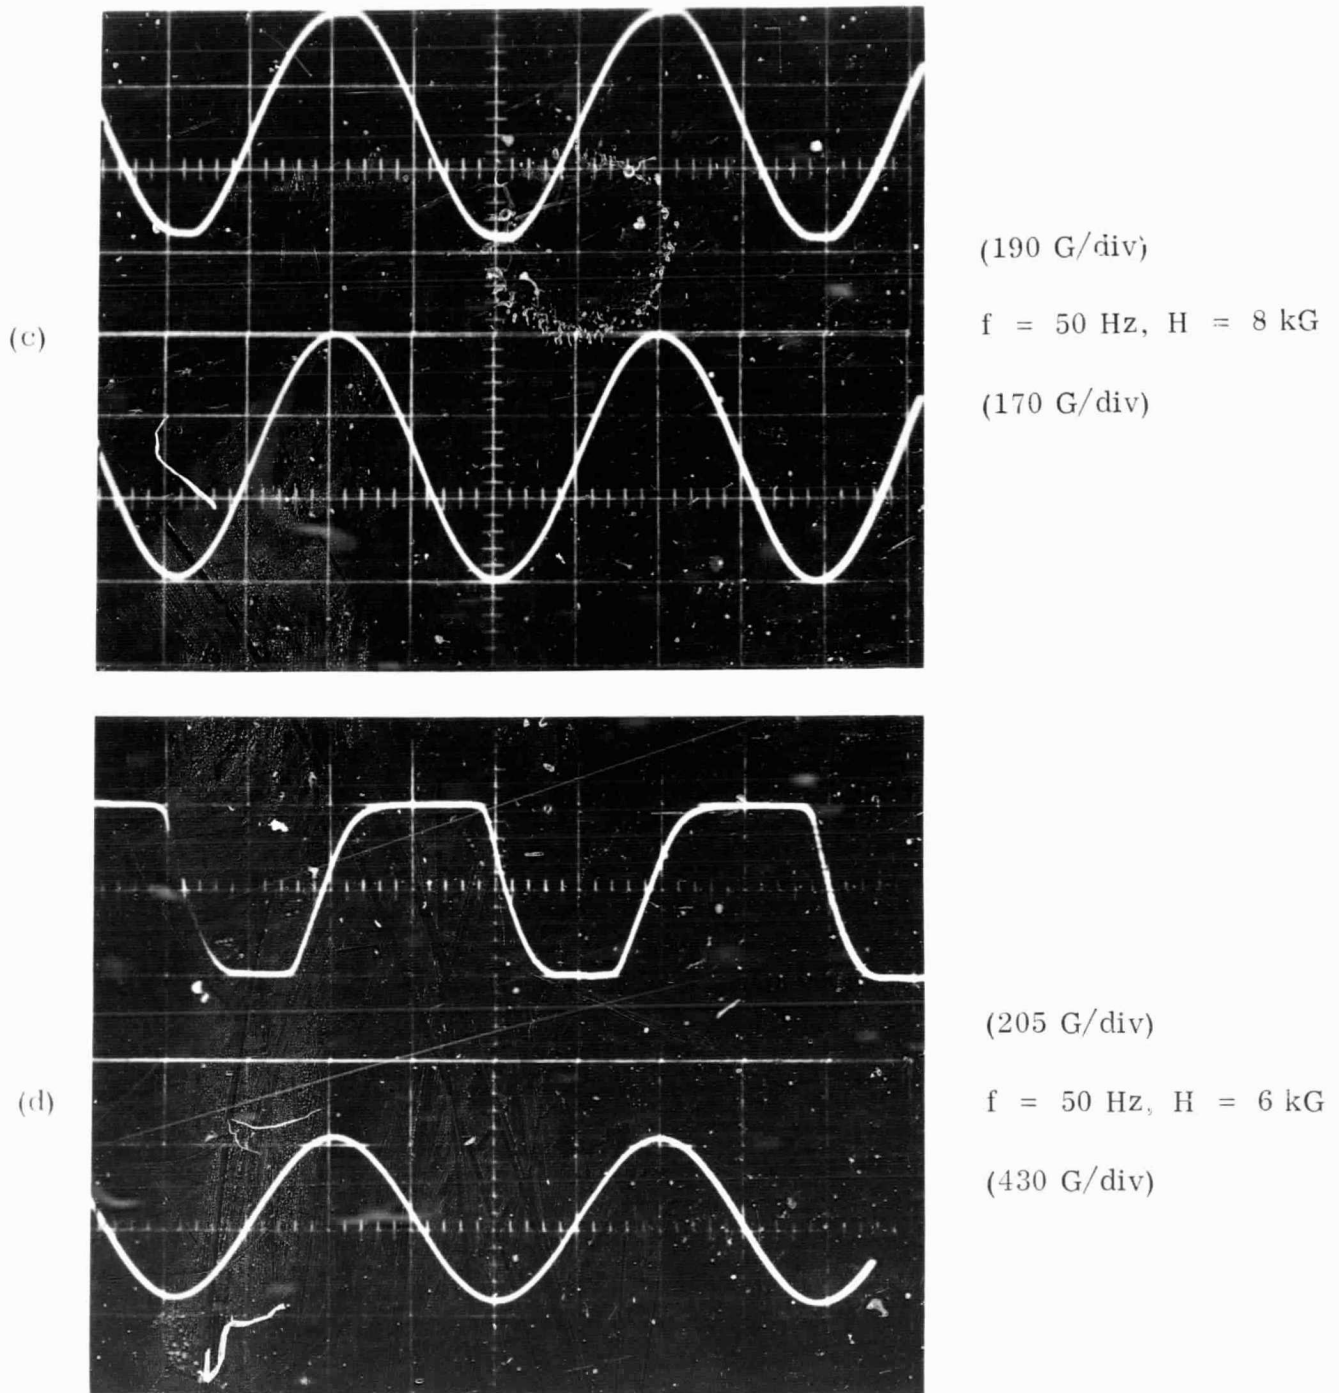 (190 G/div)
(c)
f = 50 Hz, H = 8 kG
(170 G/div)
(205 G/div)
(d)
f = 50 Hz, H = 6 kG
(430 G/div)